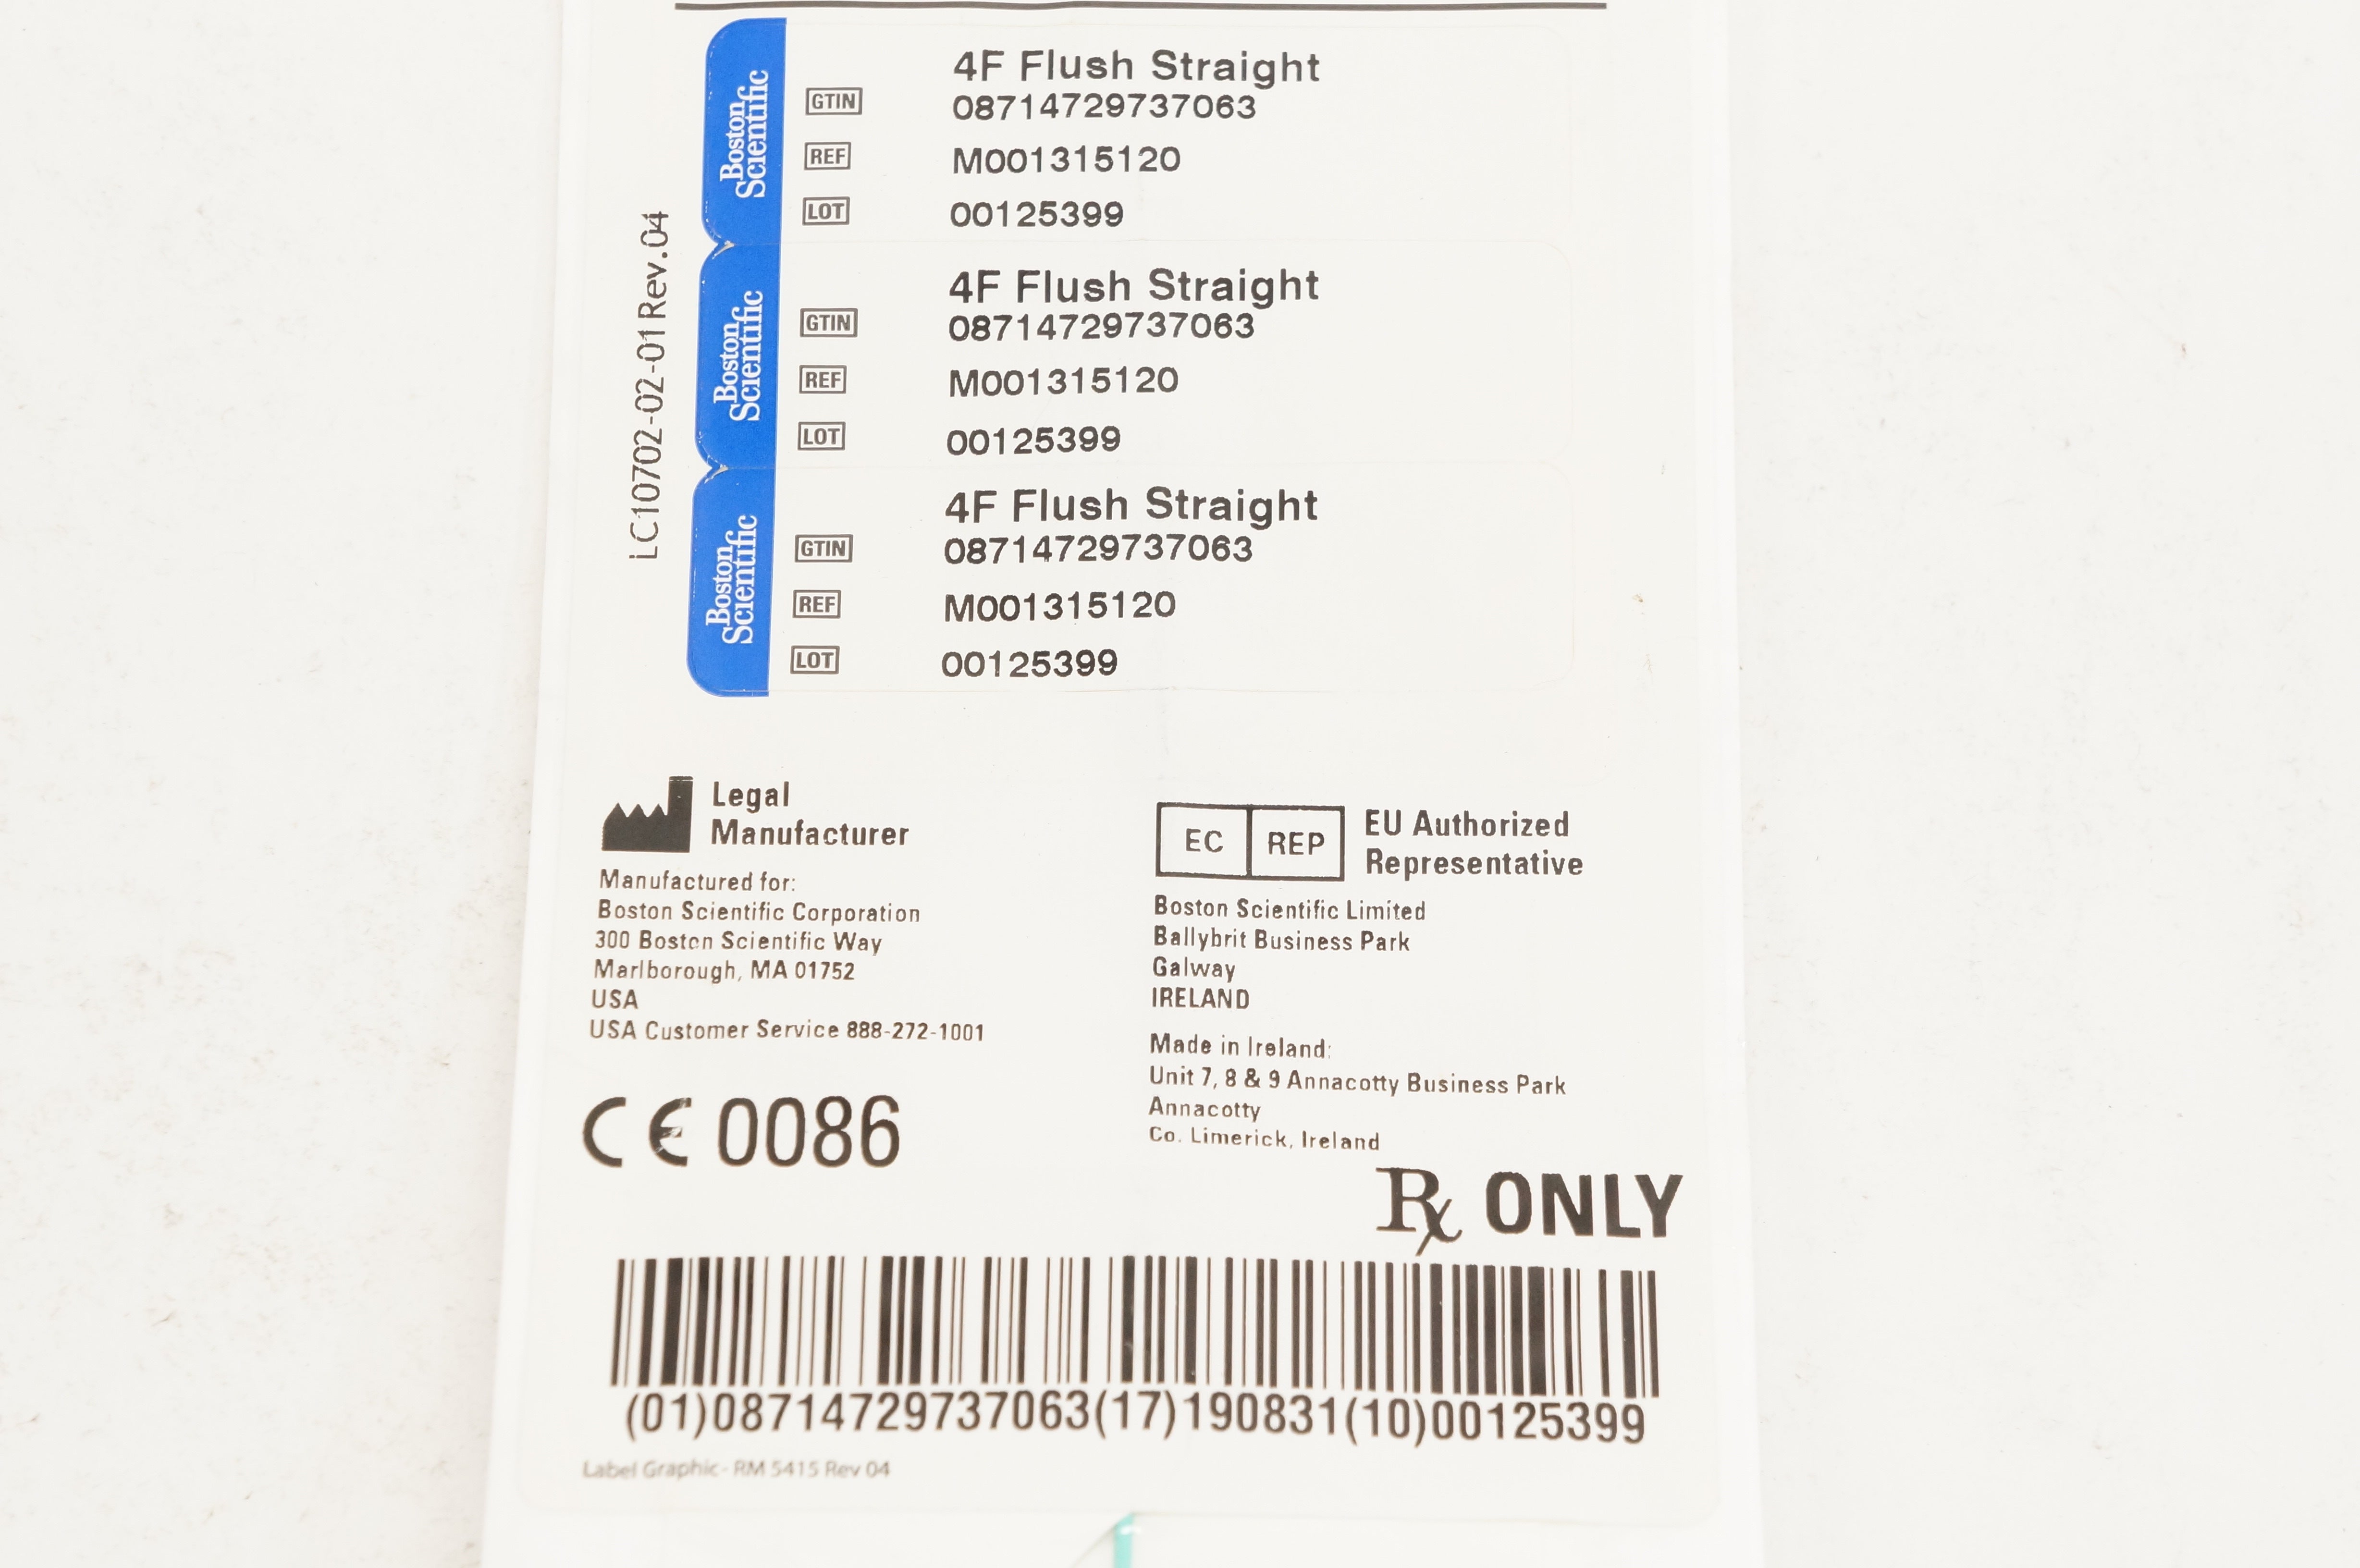 4F Flush Straight
GTIN 08714729737063
REF M001315120
LOT 00125399
Boston
Scientific
4F Flush Straight
GTIN 08714729737063
REF M001315120
LOT 00125399
Boston
Scientific
4F Flush Straight
GTIN 08714729737063
REF M001315120
LOT 00125399
Boston
Scientific
LC10702-02-01Rev.04
Legal
Manufacturer
Manufactured for:
Boston Scientific Corporation
300 Boston Scientific Way
Marlborough, MA 01752
USA
USA Customer Service 888-272-1001
EC REP
EU Authorized
Representative
Boston Scientific Limited
Ballybrit Business Park
Galway
IRELAND
Made in Ireland:
Unit 7, 8 & 9 Annacotty Business Park
Annacotty
Co. Limerick, Ireland
CE 0086
℞ ONLY
(01)08714729737063(17)190831(10)00125399
Label Graphic - RM 5415 Rev 04